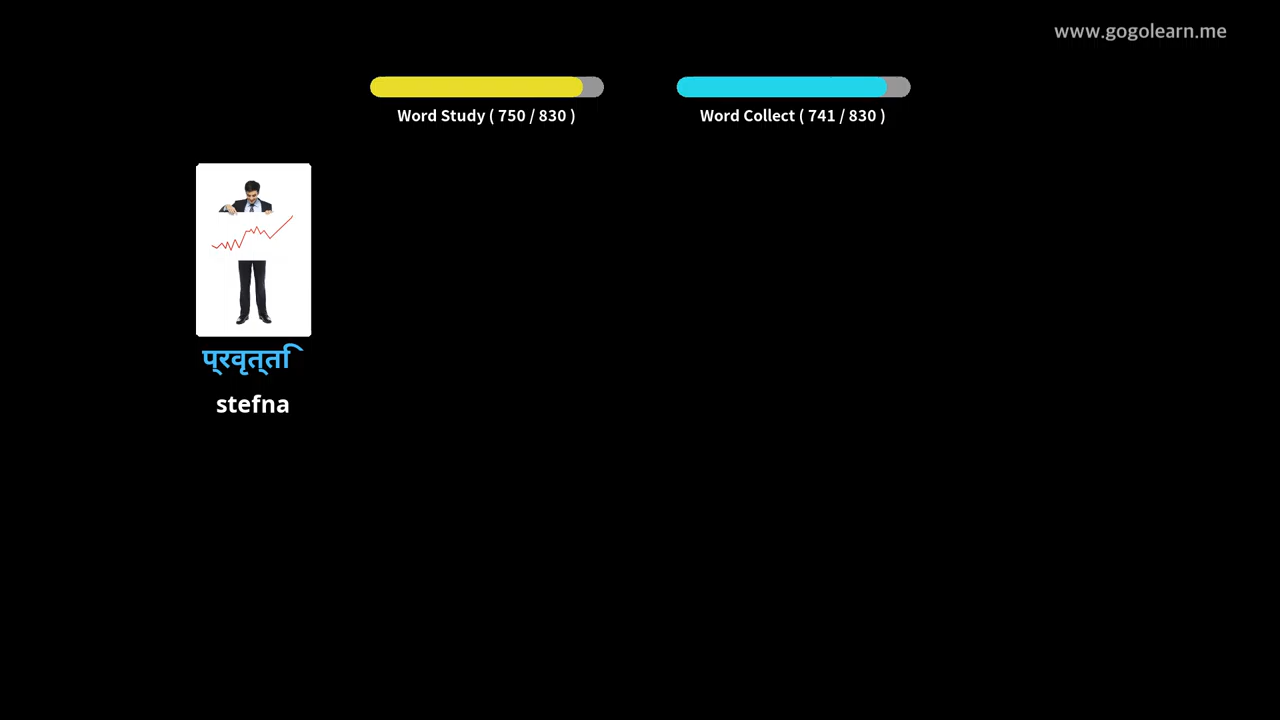 www.gogolearn.me
Word Study ( 750 / 830 )
Word Collect ( 741 / 830 )
प्रवृत्ति
stefna